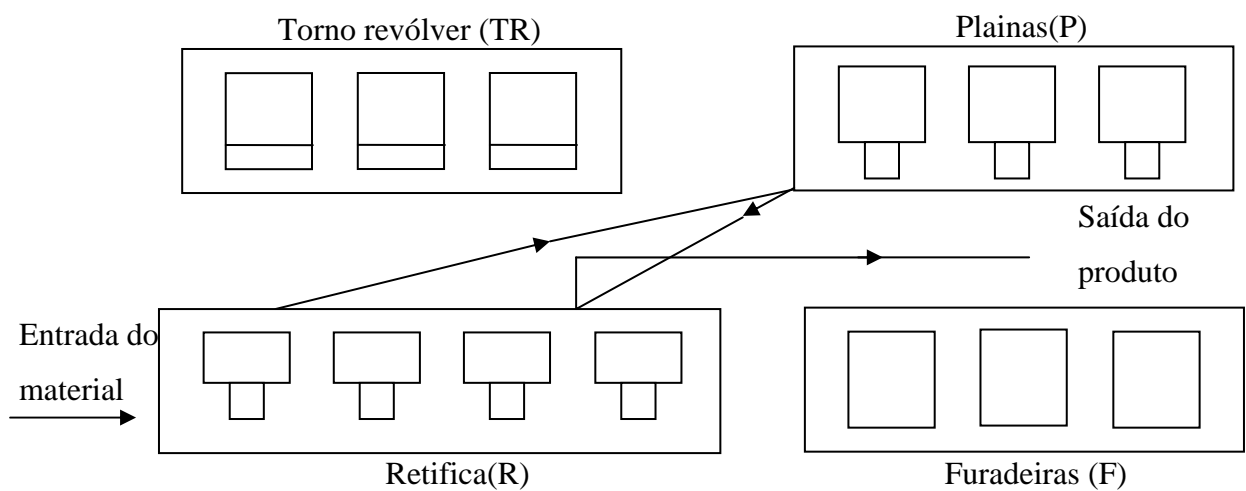 Torno revólver (TR)
Plainas(P)
Saída do
produto
Entrada do
material
Retifica(R)
Furadeiras (F)